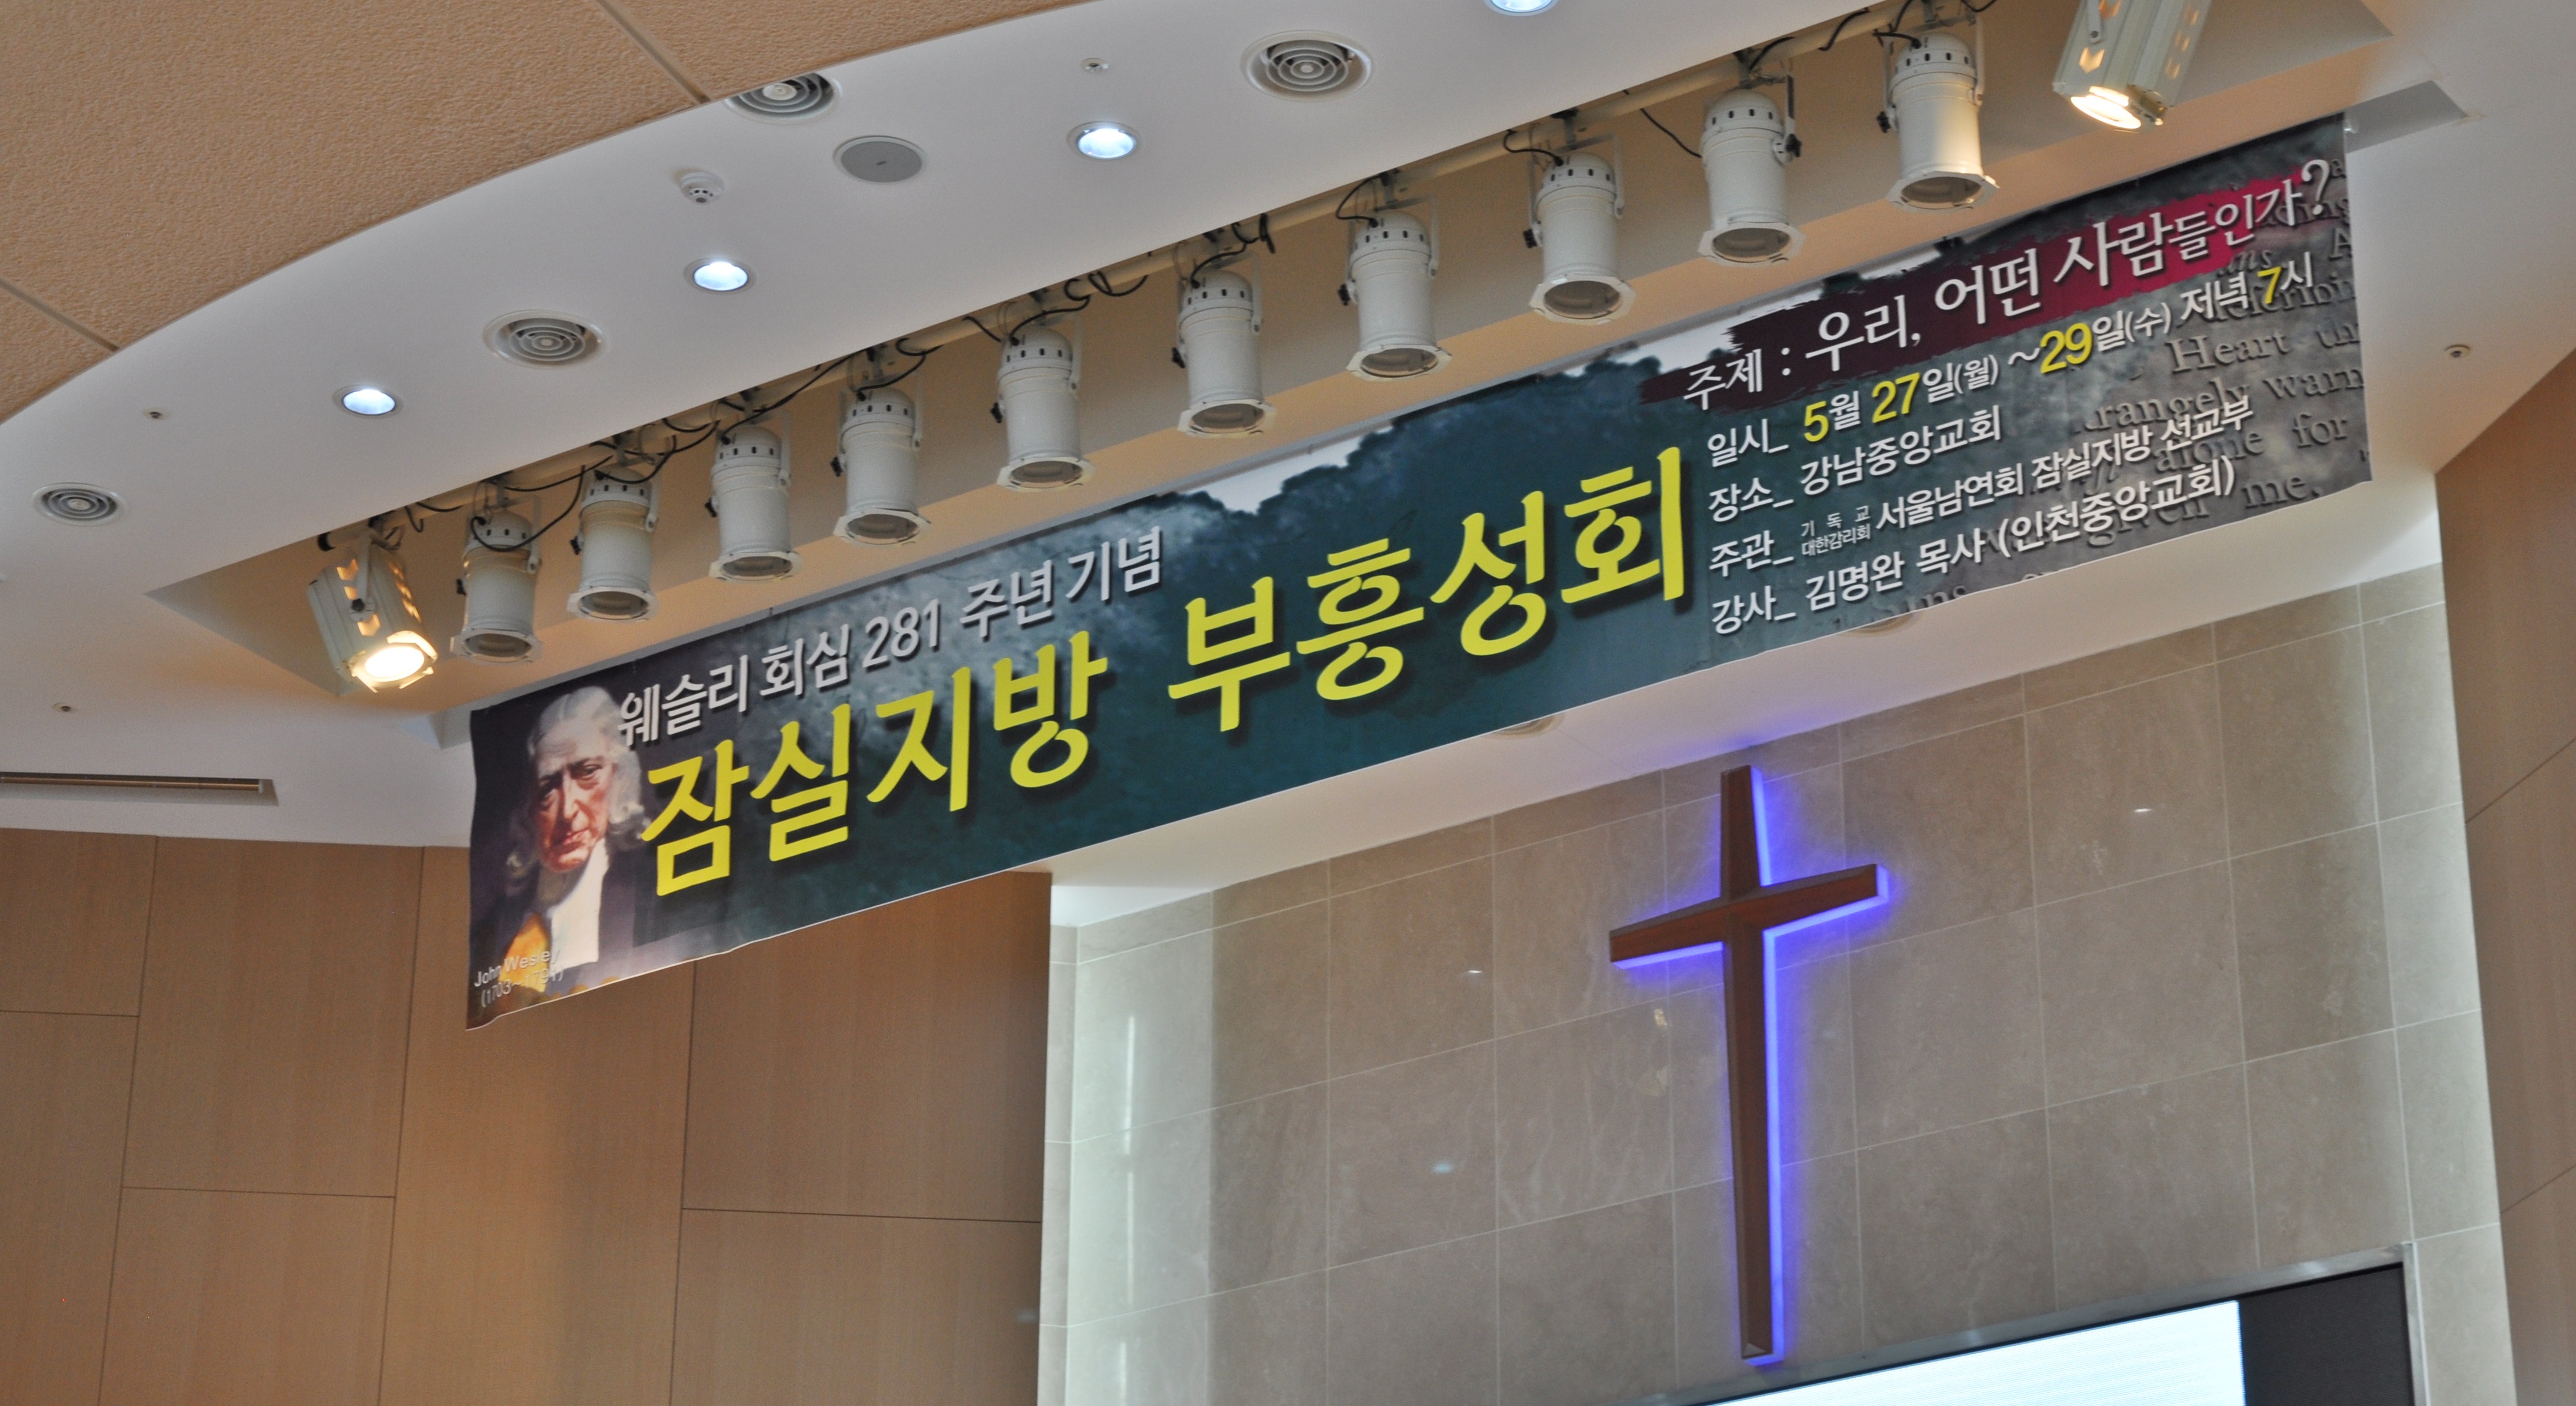 웨슬리 회심 281 주년 기념
잠실지방 부흥성회
John Wesley
(1703~1791)
주제 : 우리, 어떤 사람들인가?
일시_ 5월 27일(월) ~29일(수) 저녁 7시
장소_ 강남중앙교회
주관_ 기독교 대한감리회 서울남연회 잠실지방 선교부
강사_ 김명완 목사 (인천중앙교회)
Heart
rangely warm
alone for
me.